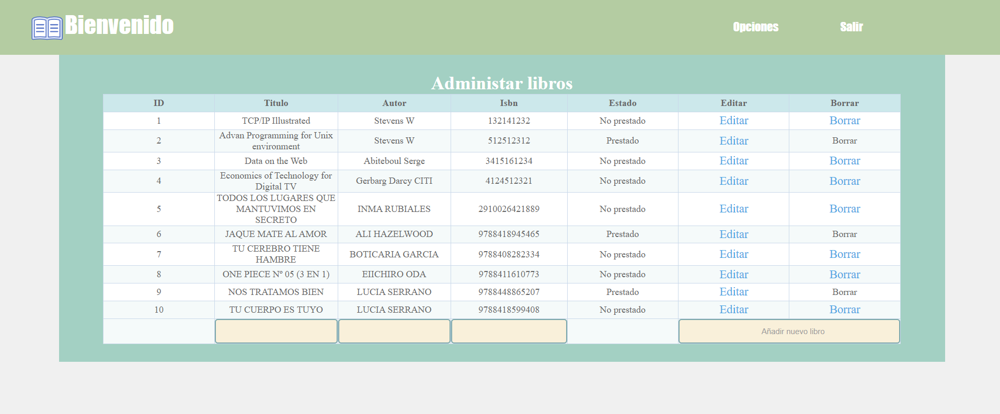 Bienvenido
Opciones Salir
Administar libros
ID Titulo Autor Isbn Estado Editar Borrar
1 TCP/IP Illustrated Stevens W 132141232 No prestado Editar Borrar
2 Advan Programming for Unix environment Stevens W 512512312 Prestado Editar Borrar
3 Data on the Web Abiteboul Serge 3415161234 No prestado Editar Borrar
4 Economics of Technology for Digital TV Gerbarg Darcy CITI 4124512321 No prestado Editar Borrar
5 TODOS LOS LUGARES QUE MANTUVIMOS EN SECRETO INMA RUBIALES 2910026421889 No prestado Editar Borrar
6 JAQUE MATE AL AMOR ALI HAZELWOOD 9788418945465 Prestado Editar Borrar
7 TU CEREBRO TIENE HAMBRE BOTICARIA GARCIA 9788408282334 No prestado Editar Borrar
8 ONE PIECE Nº 05 (3 EN 1) EIICHIRO ODA 9788411610773 No prestado Editar Borrar
9 NOS TRATAMOS BIEN LUCIA SERRANO 9788448865207 Prestado Editar Borrar
10 TU CUERPO ES TUYO LUCIA SERRANO 9788418599408 No prestado Editar Borrar
Añadir nuevo libro